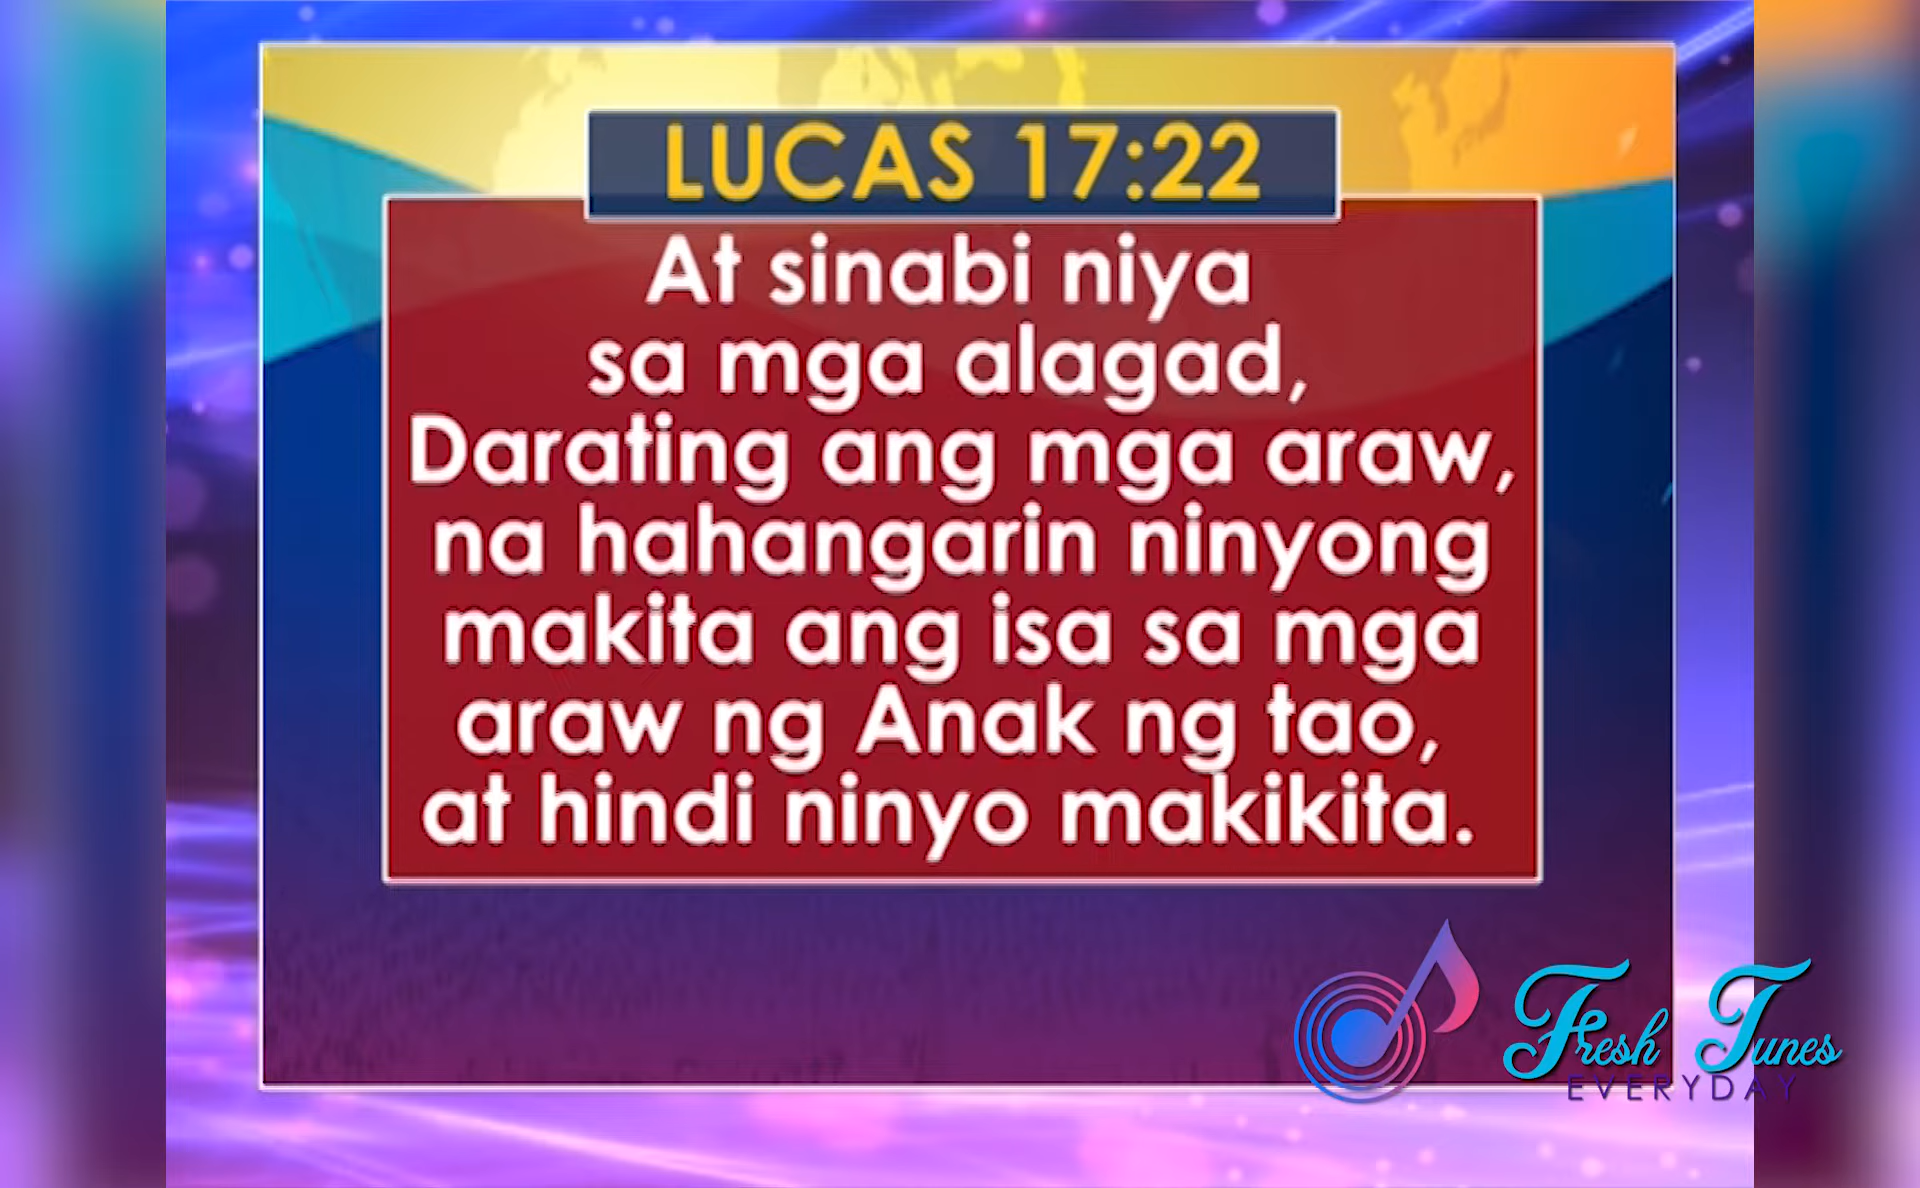 LUCAS 17:22
At sinabi niya
sa mga alagad,
Darating ang mga araw,
na hahangarin ninyong
makita ang isa sa mga
araw ng Anak ng tao,
at hindi ninyo makikita.
Fresh Tunes
EVERYDAY